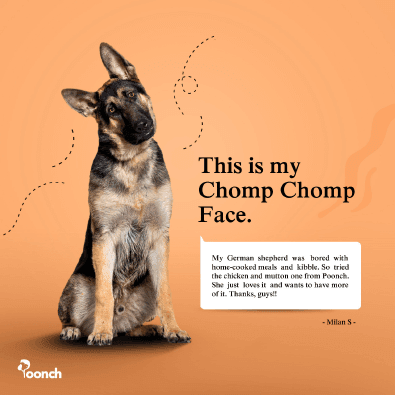 This is my
Chomp Chomp
Face.
My German shepherd was bored with
home-cooked meals and kibble. So tried
the chicken and mutton one from Poonch.
She just loves it and wants to have more
of it. Thanks, guys!!
- Milan S -
Poonch